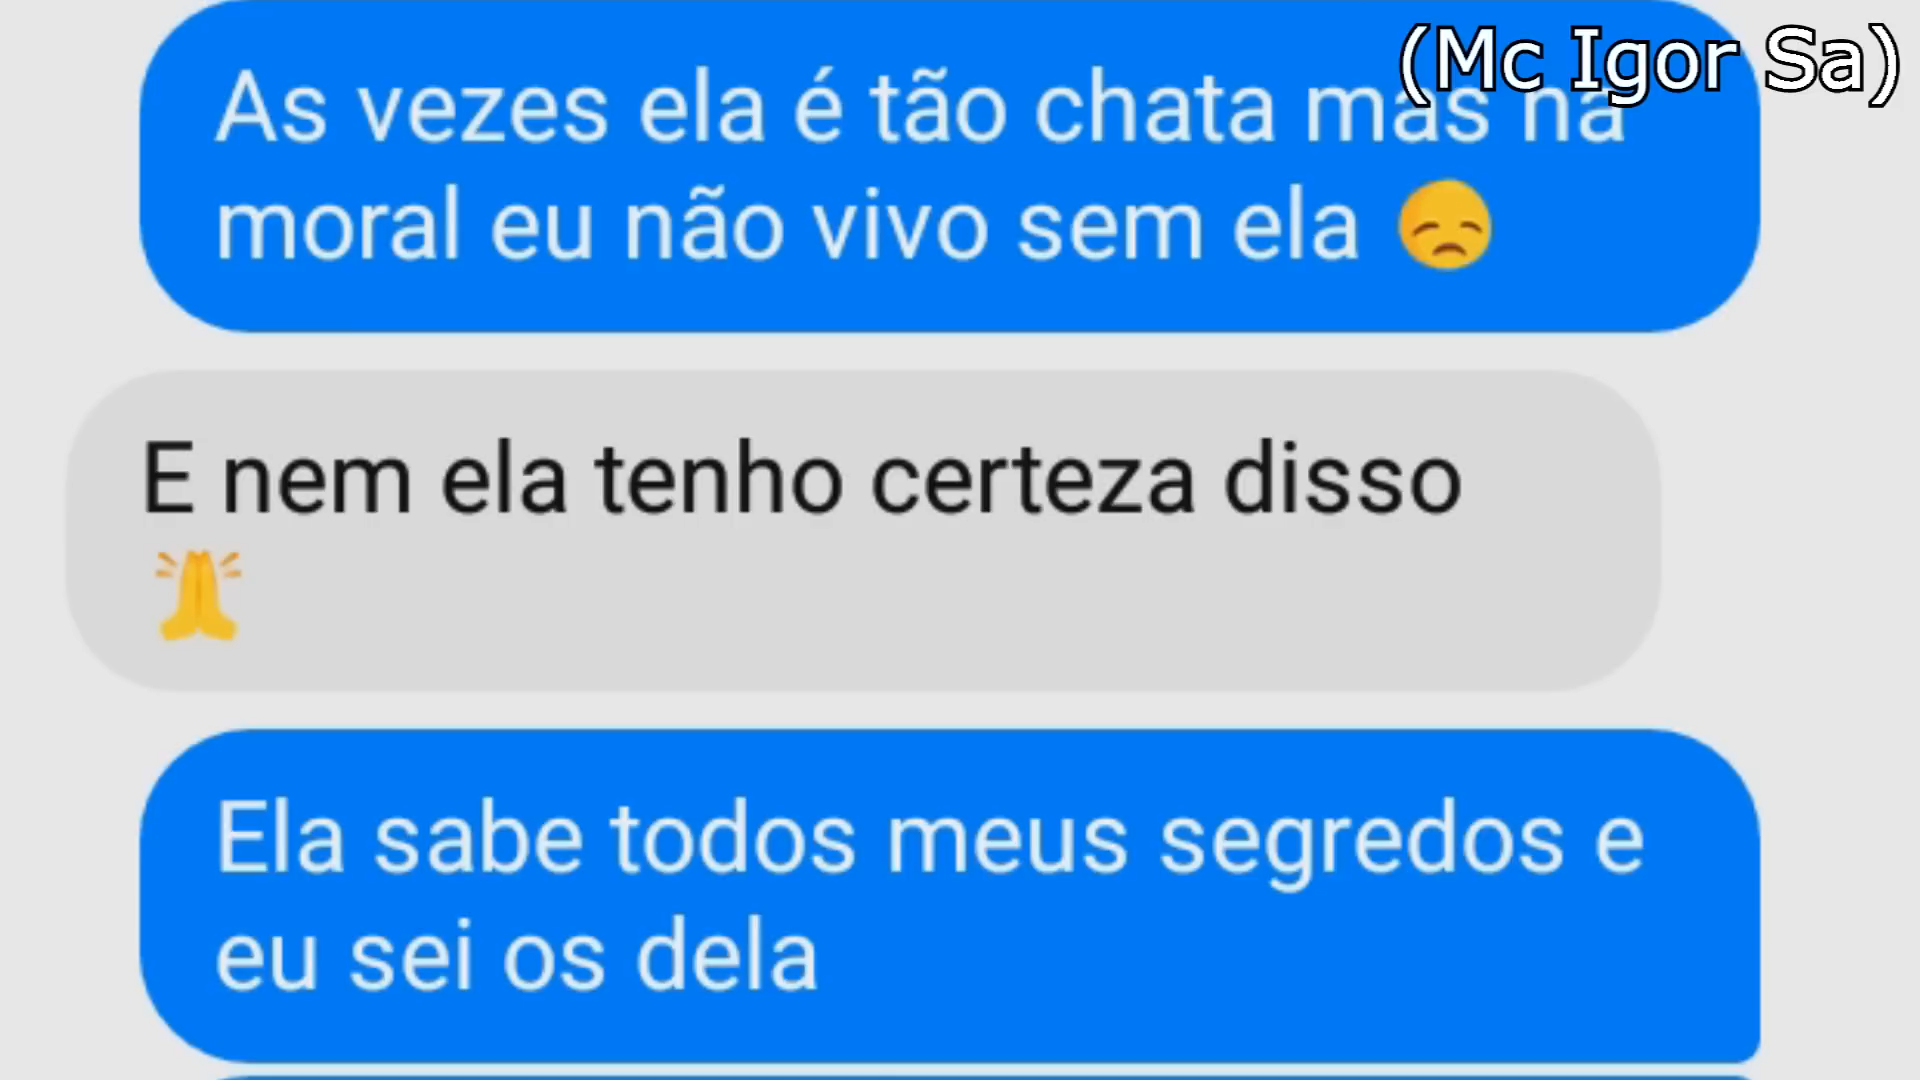 (Mc Igor Sa)
As vezes ela é tão chata mas na
moral eu não vivo sem ela 😞
E nem ela tenho certeza disso
🙏
Ela sabe todos meus segredos e
eu sei os dela